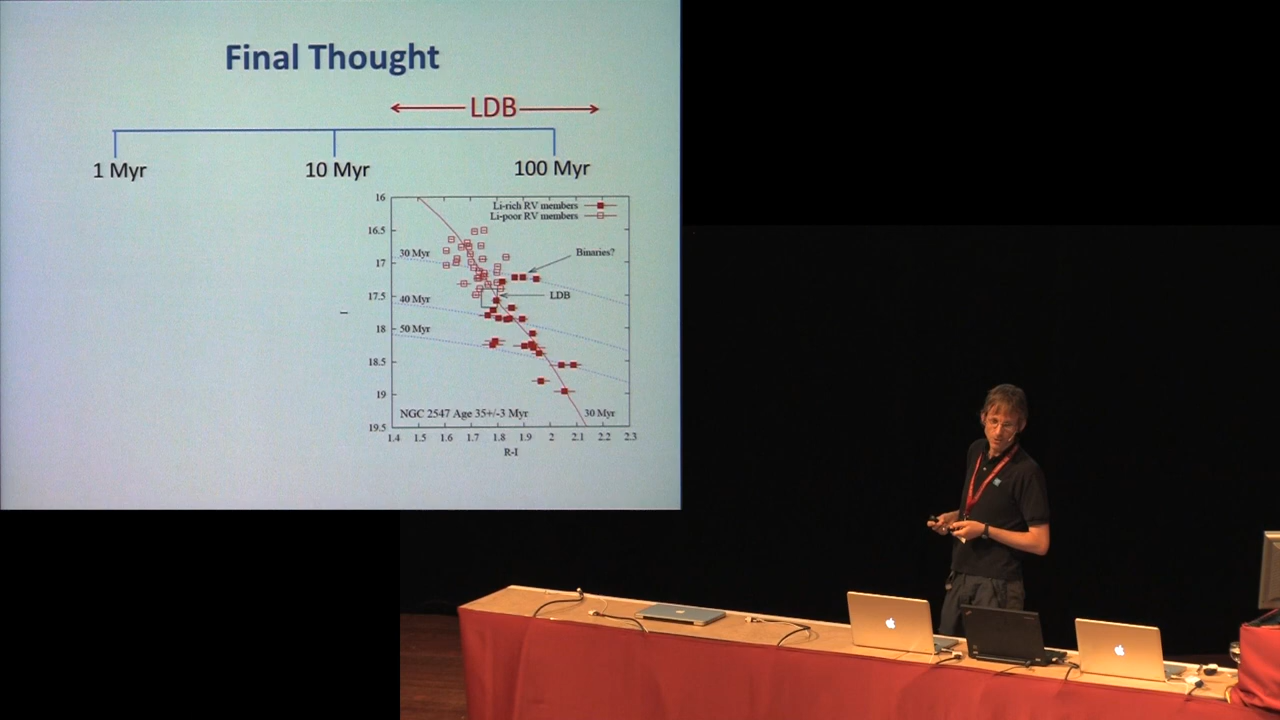 Final Thought
LDB
1 Myr
10 Myr
100 Myr
16
16.5
17
17.5
18
18.5
19
19.5
I
Li-rich RV members
Li-poor RV members
30 Myr
Binaries?
LDB
40 Myr
50 Myr
NGC 2547 Age 35+/-3 Myr
30 Myr
1.4 1.5 1.6 1.7 1.8 1.9 2 2.1 2.2 2.3
R-I